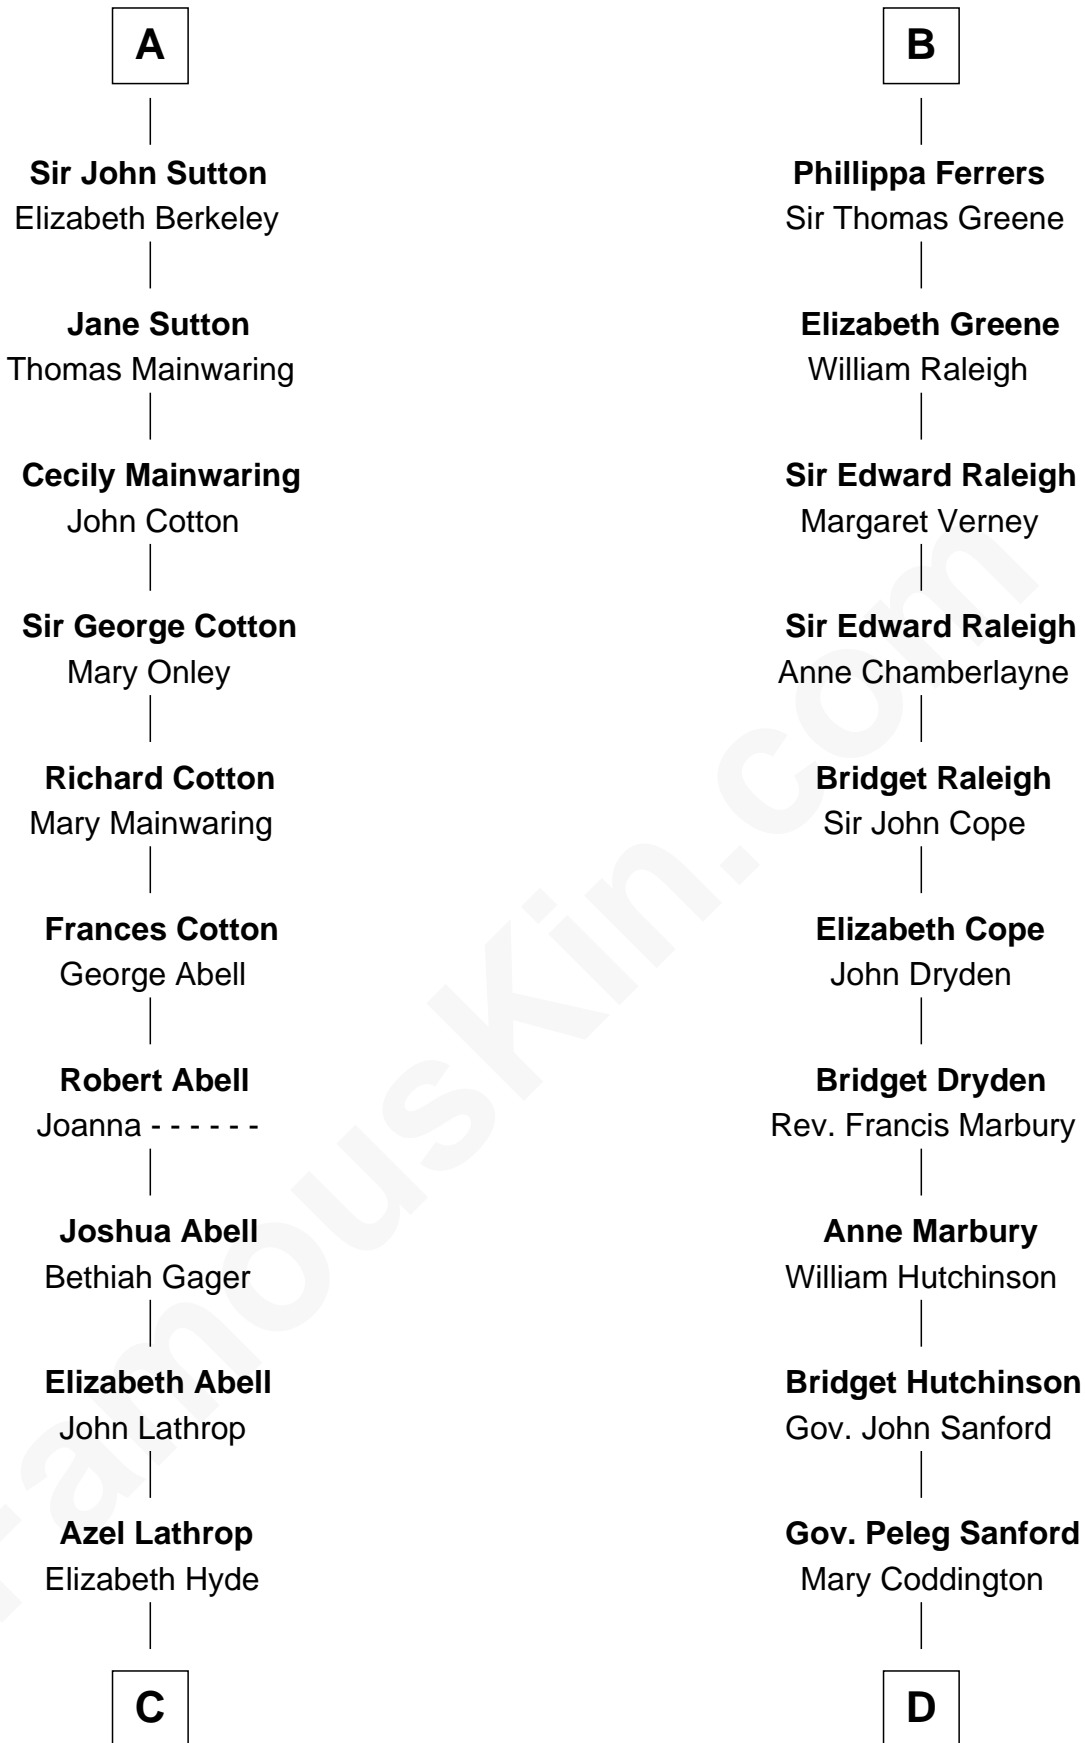 A
Sir John Sutton
Elizabeth Berkeley
Jane Sutton
Thomas Mainwaring
Cecily Mainwaring
John Cotton
Sir George Cotton
Mary Onley
Richard Cotton
Mary Mainwaring
Frances Cotton
George Abell
Robert Abell
Joanna - - - - - -
Joshua Abell
Bethiah Gager
Elizabeth Abell
John Lathrop
Azel Lathrop
Elizabeth Hyde
C
B
Phillippa Ferrers
Sir Thomas Greene
Elizabeth Greene
William Raleigh
Sir Edward Raleigh
Margaret Verney
Sir Edward Raleigh
Anne Chamberlayne
Bridget Raleigh
Sir John Cope
Elizabeth Cope
John Dryden
Bridget Dryden
Rev. Francis Marbury
Anne Marbury
William Hutchinson
Bridget Hutchinson
Gov. John Sanford
Gov. Peleg Sanford
Mary Coddington
D
FamousKin.com